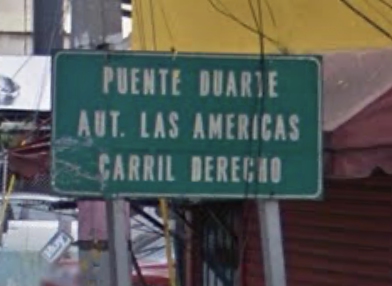 PUENTE DUARTE
AUT. LAS AMERICAS
CARRIL DERECHO